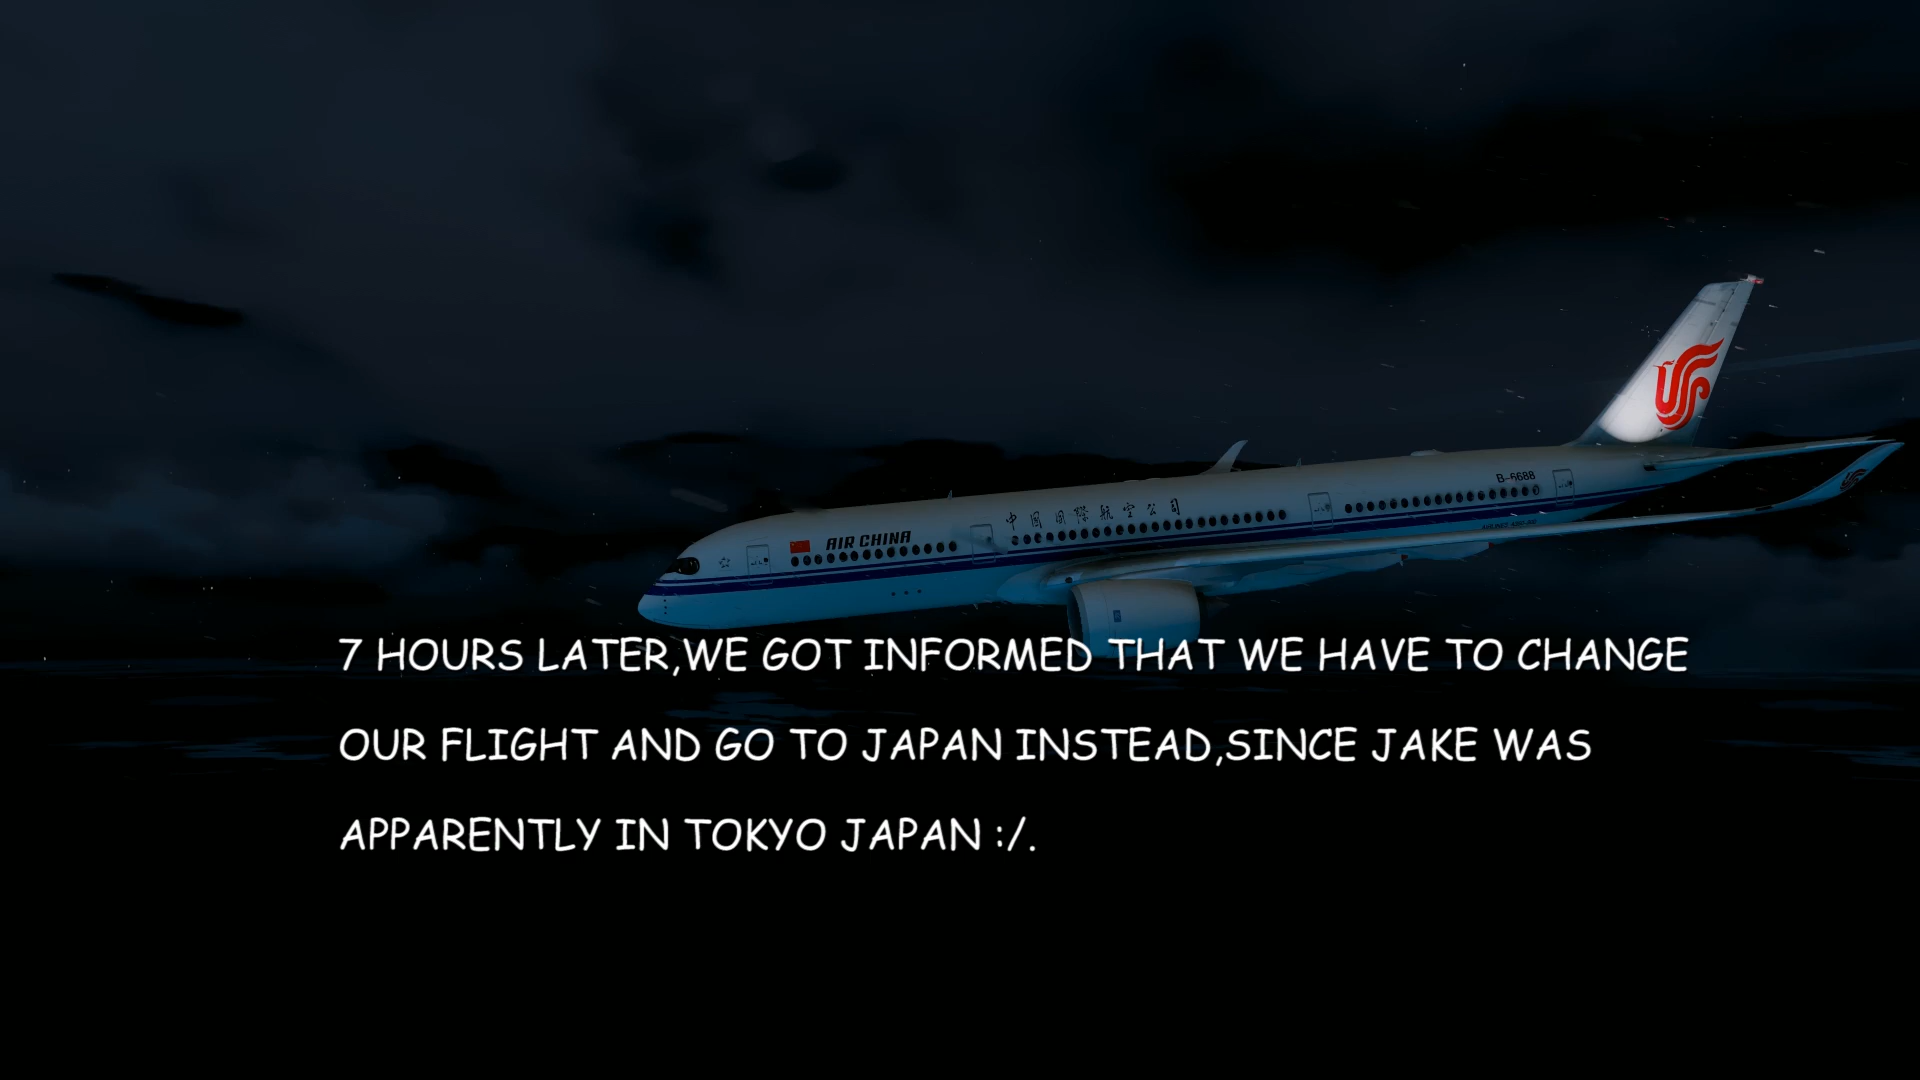 B-6688
中国国际航空公司
AIR CHINA
7 HOURS LATER,WE GOT INFORMED THAT WE HAVE TO CHANGE
OUR FLIGHT AND GO TO JAPAN INSTEAD,SINCE JAKE WAS
APPARENTLY IN TOKYO JAPAN :/.